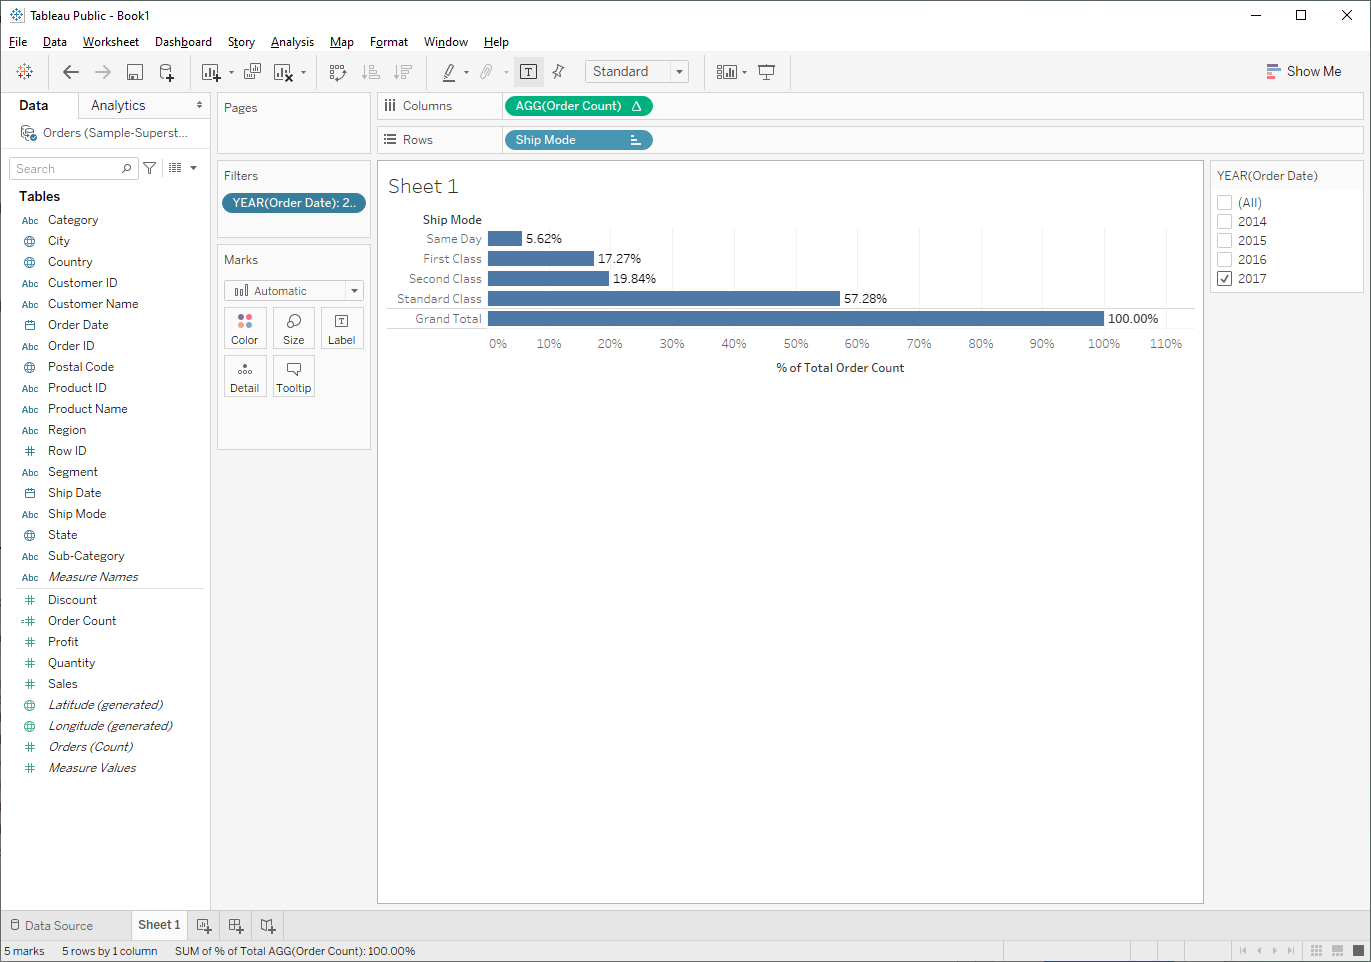 Tableau Public - Book1
File Data Worksheet Dashboard Story Analysis Map Format Window Help
Standard
Show Me
Data Analytics
Orders (Sample-Superst...
Search
Tables
Abc Category
City
Country
Abc Customer ID
Abc Customer Name
Order Date
Abc Order ID
Postal Code
Abc Product ID
Abc Product Name
Abc Region
Row ID
Abc Segment
Ship Date
Abc Ship Mode
State
Abc Sub-Category
Abc Measure Names
Discount
Order Count
Profit
Quantity
Sales
Latitude (generated)
Longitude (generated)
Orders (Count)
Measure Values
Pages
Filters
YEAR(Order Date): 2..
Marks
Automatic
Color Size Label
Detail Tooltip
Columns AGG(Order Count)
Rows Ship Mode
Sheet 1
Ship Mode
Same Day 5.62%
First Class 17.27%
Second Class 19.84%
Standard Class 57.28%
Grand Total 100.00%
0% 10% 20% 30% 40% 50% 60% 70% 80% 90% 100% 110%
% of Total Order Count
YEAR(Order Date)
(All)
2014
2015
2016
2017
Data Source Sheet 1
5 marks 5 rows by 1 column SUM of % of Total AGG(Order Count): 100.00%